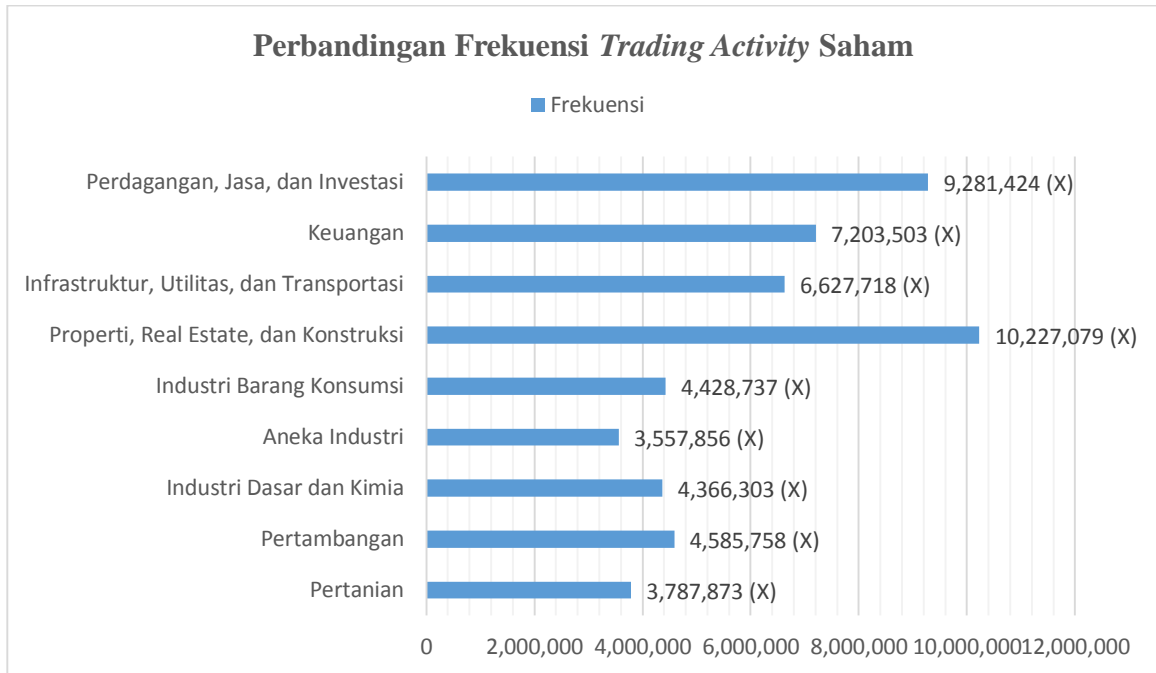 Perbandingan Frekuensi Trading Activity Saham
Frekuensi
Perdagangan, Jasa, dan Investasi 9,281,424 (X)
Keuangan 7,203,503 (X)
Infrastruktur, Utilitas, dan Transportasi 6,627,718 (X)
Properti, Real Estate, dan Konstruksi 10,227,079 (X)
Industri Barang Konsumsi 4,428,737 (X)
Aneka Industri 3,557,856 (X)
Industri Dasar dan Kimia 4,366,303 (X)
Pertambangan 4,585,758 (X)
Pertanian 3,787,873 (X)
0 2,000,000 4,000,000 6,000,000 8,000,000 10,000,000 12,000,000